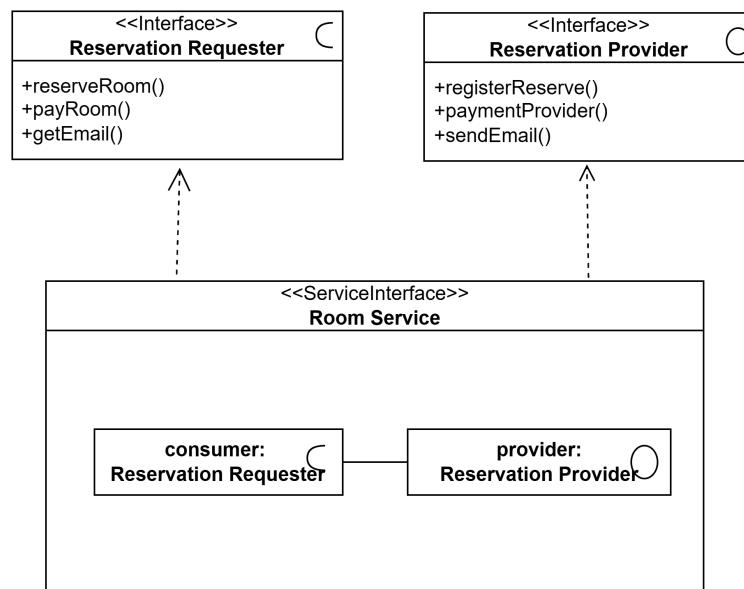 <<Interface>>
Reservation Requester
+reserveRoom()
+payRoom()
+getEmail()
<<Interface>>
Reservation Provider
+registerReserve()
+paymentProvider()
+sendEmail()
<<ServiceInterface>>
Room Service
consumer:
Reservation Requester
provider:
Reservation Provider